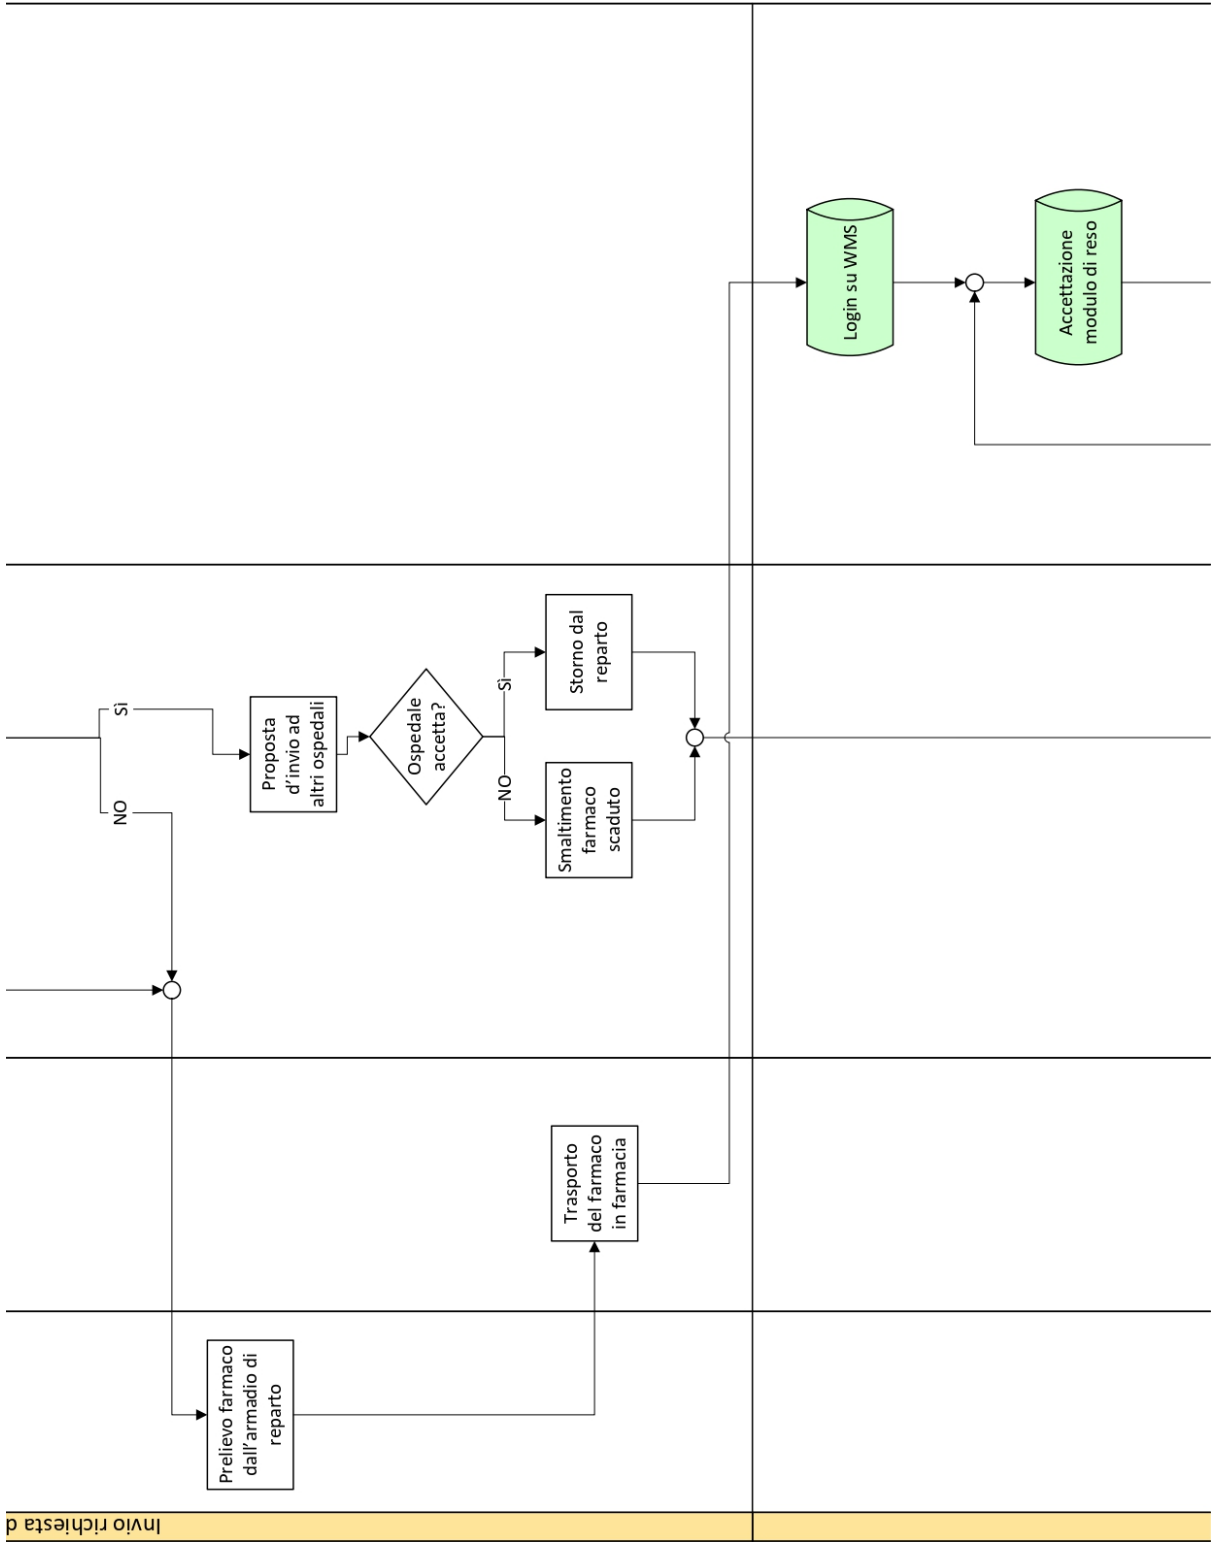 Login su WMS
Accettazione
modulo di reso
Sì
NO
Proposta
d'invio ad
altri ospedali
Ospedale
accetta?
Sì
NO
Storno dal
reparto
Smaltimento
farmaco
scaduto
Trasporto
del farmaco
in farmacia
Prelievo farmaco
dall'armadio di
reparto
Invio richiesta d